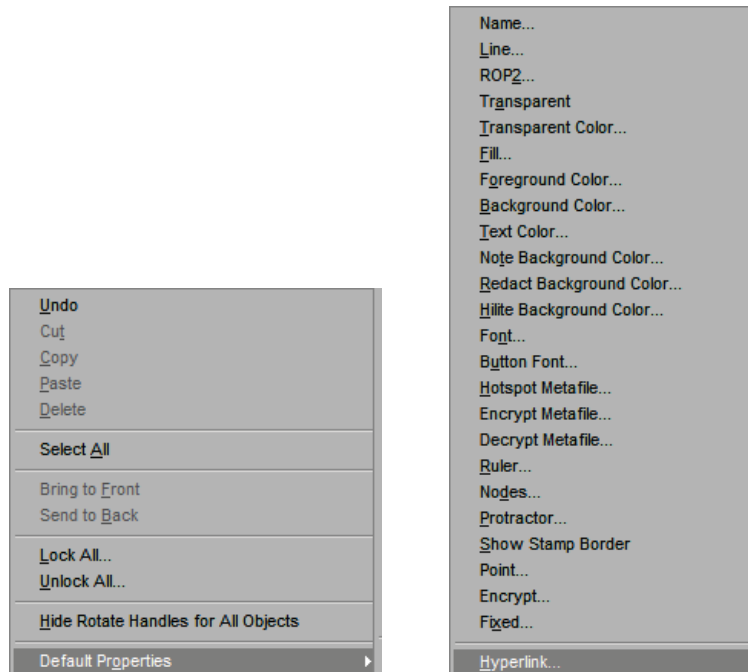 Undo
Cut
Copy
Paste
Delete
Select All
Bring to Front
Send to Back
Lock All...
Unlock All...
Hide Rotate Handles for All Objects
Default Properties
Name...
Line...
ROP2...
Transparent
Transparent Color...
Fill...
Foreground Color...
Background Color...
Text Color...
Note Background Color...
Redact Background Color...
Hilite Background Color...
Font...
Button Font...
Hotspot Metafile...
Encrypt Metafile...
Decrypt Metafile...
Ruler...
Nodes...
Protractor...
Show Stamp Border
Point...
Encrypt...
Fixed...
Hyperlink...